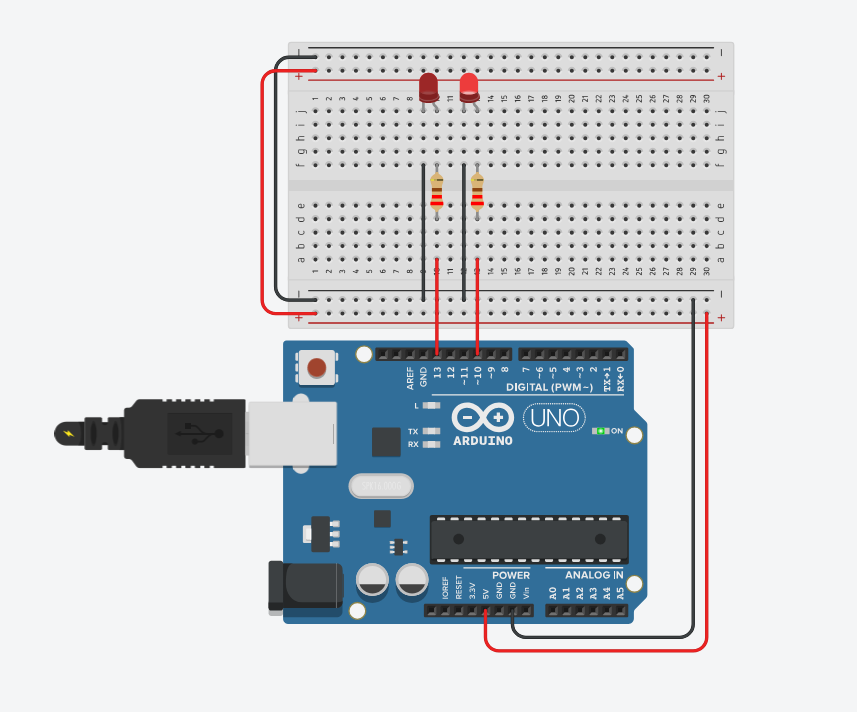 − −
+ +
1 2 3 4 5 6 7 8 11 14 15 16 17 18 19 20 21 22 23 24 25 26 27 28 29 30
j j
i i
h h
g g
f f
e e
d d
c c
b b
a a
1 2 3 4 5 6 7 8 9 10 11 12 13 14 15 16 17 18 19 20 21 22 23 24 25 26 27 28 29 30
− −
+ +
AREF GND 13 12 ~11 ~10 ~9 8 7 ~6 ~5 4 ~3 2 TX→1 RX←0
DIGITAL (PWM~)
L
TX
RX
UNO
ARDUINO
ON
POWER ANALOG IN
IOREF RESET 3.3V 5V GND GND Vin A0 A1 A2 A3 A4 A5